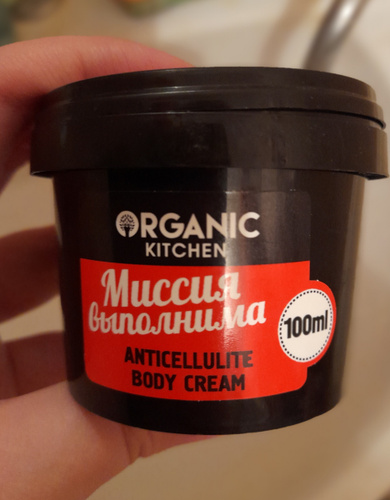 ORGANIC
KITCHEN
Миссия
выполнима
100ml
ANTICELLULITE
BODY CREAM